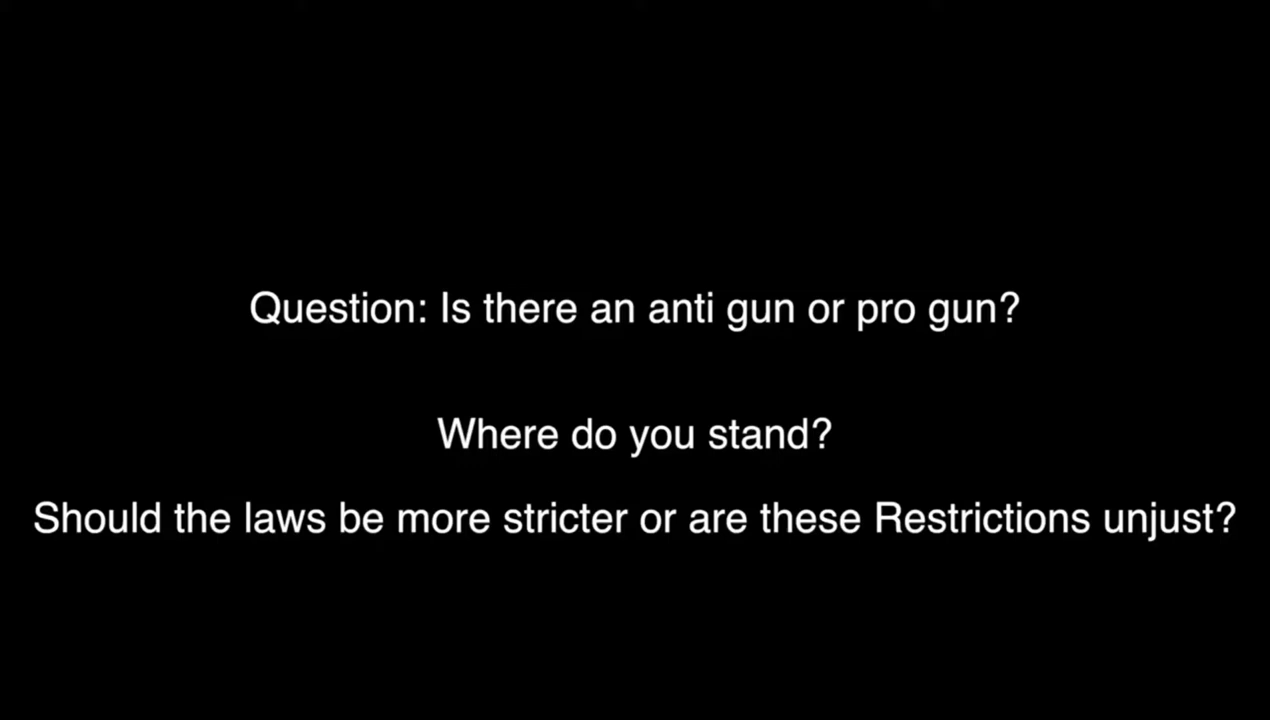 Question: Is there an anti gun or pro gun?
Where do you stand?
Should the laws be more stricter or are these Restrictions unjust?